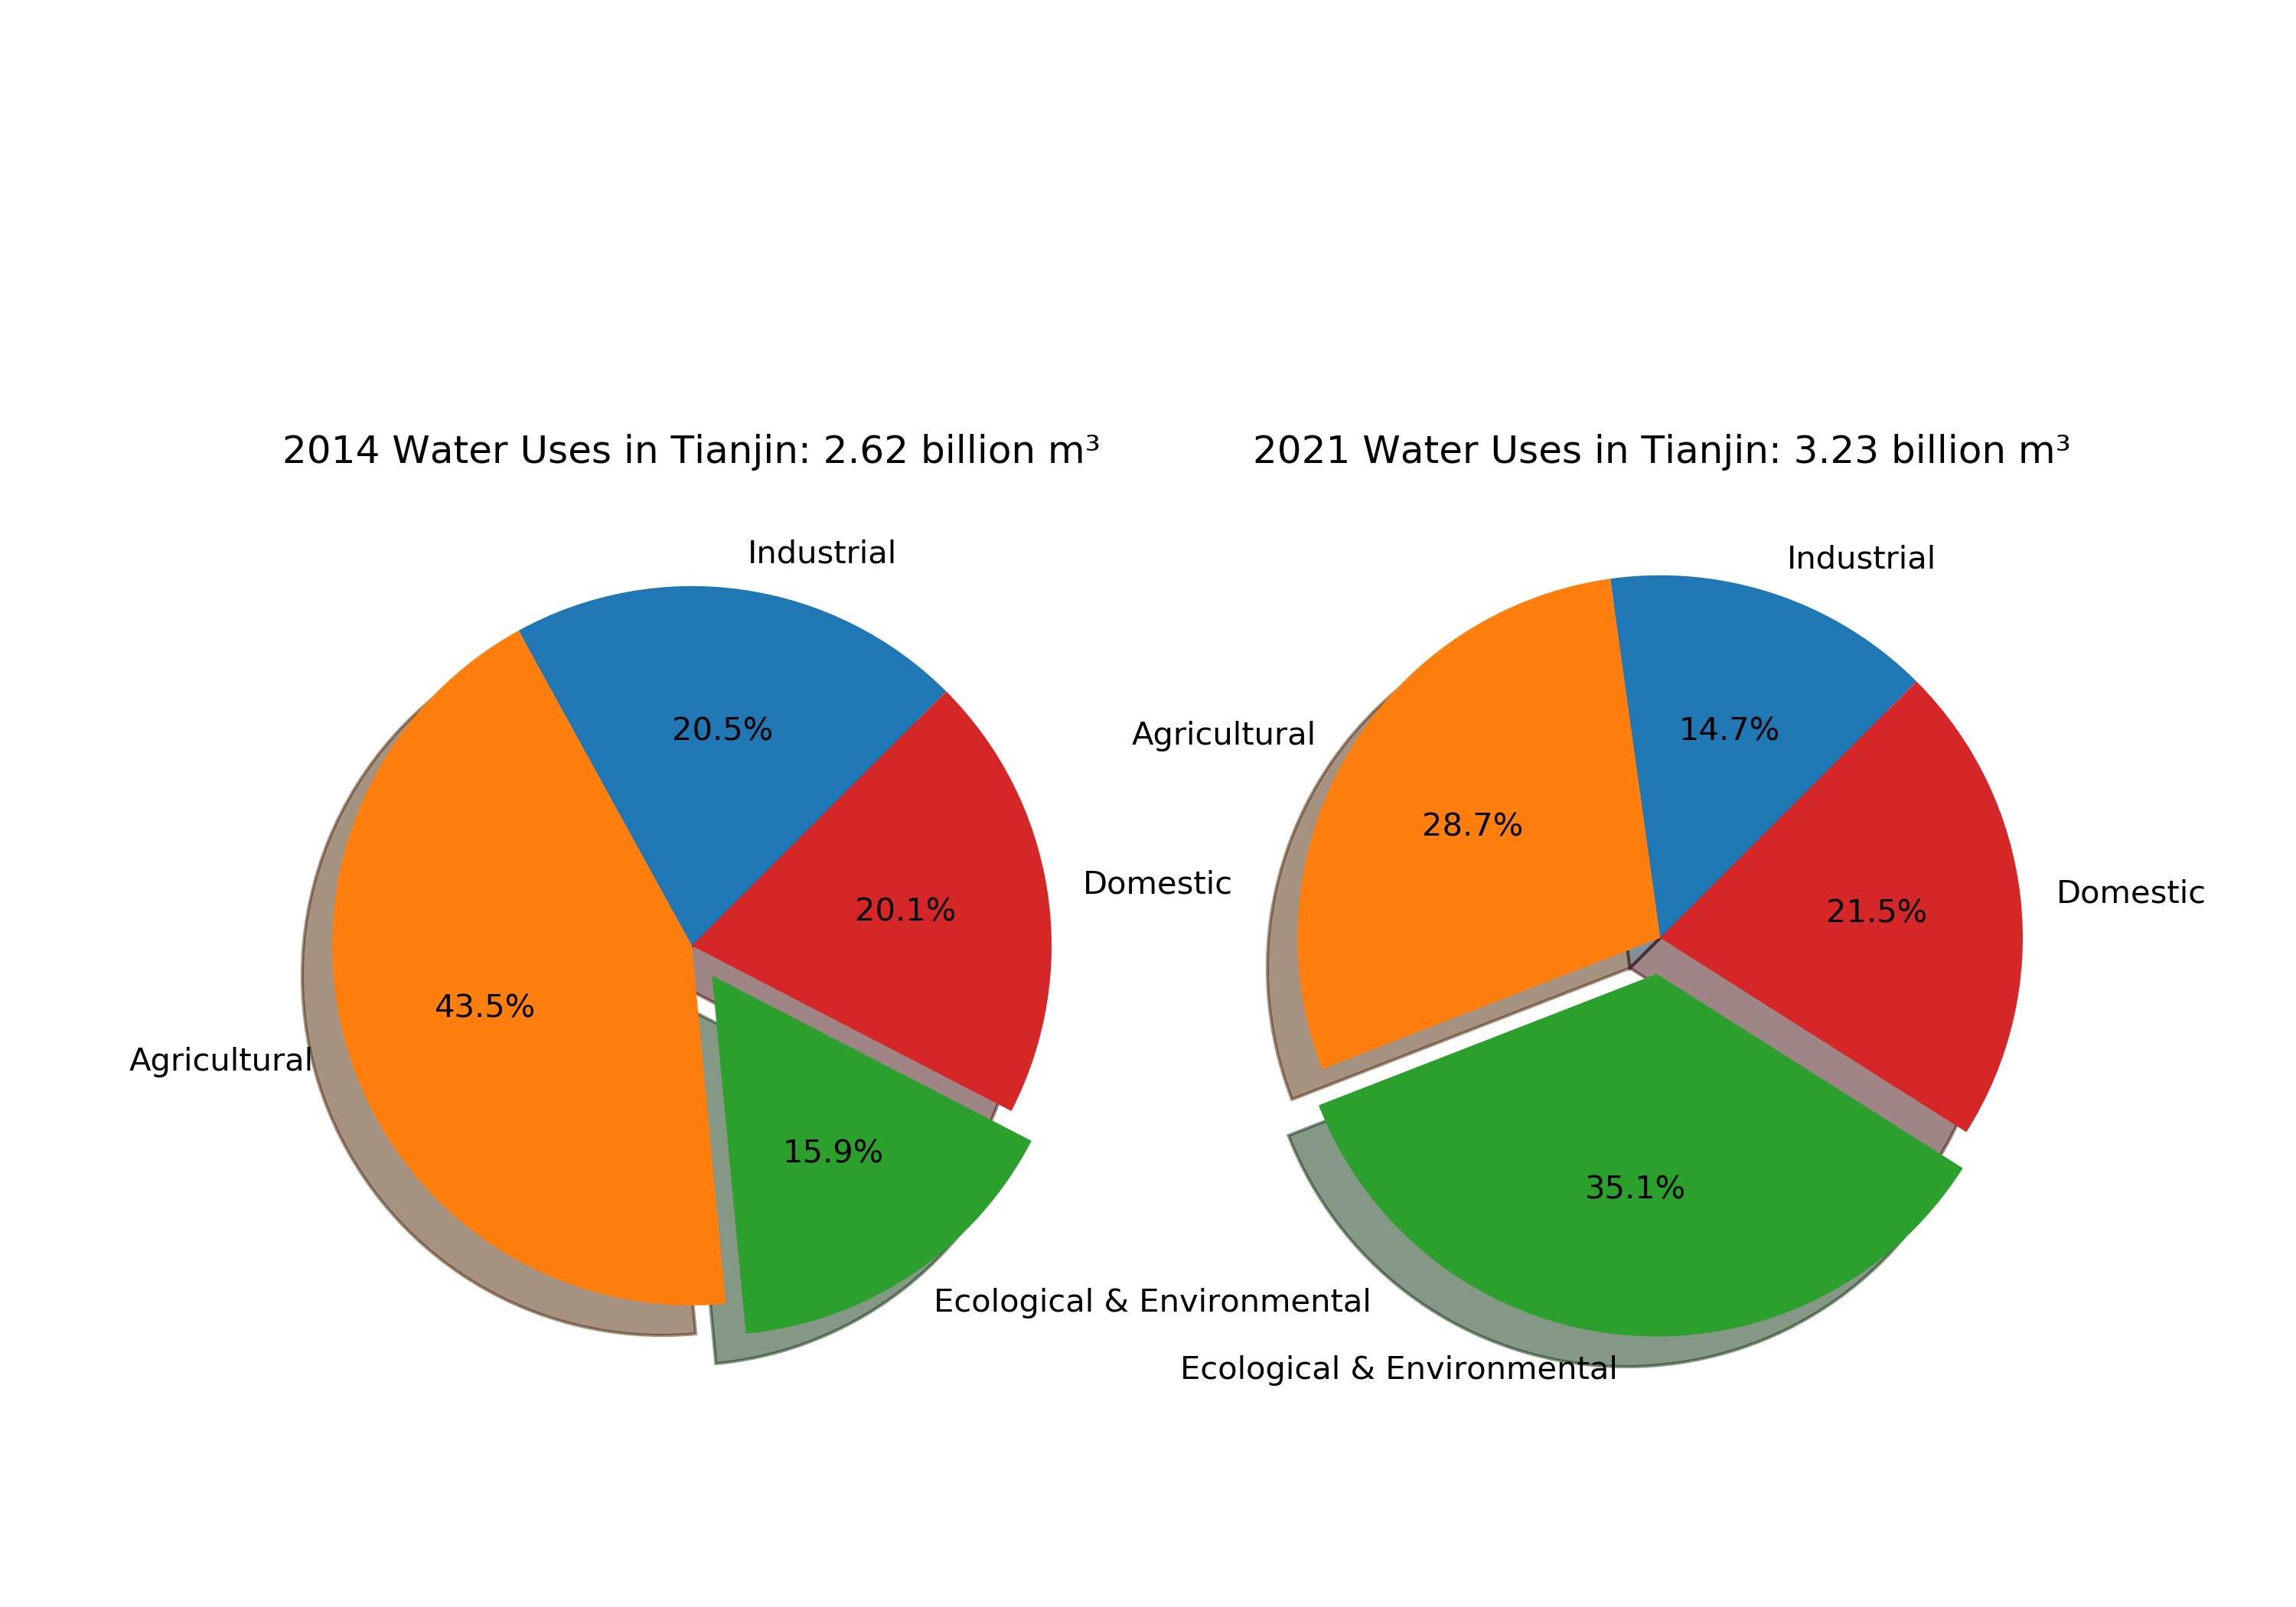 2014 Water Uses in Tianjin: 2.62 billion m³
Industrial
20.5%
20.1%
Domestic
43.5%
Agricultural
15.9%
Ecological & Environmental
2021 Water Uses in Tianjin: 3.23 billion m³
Industrial
14.7%
Agricultural
28.7%
21.5%
Domestic
35.1%
Ecological & Environmental